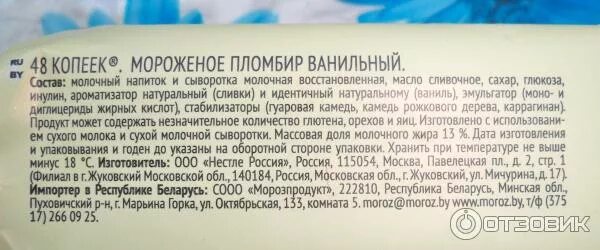 RU
BY
48 КОПЕЕК®. МОРОЖЕНОЕ ПЛОМБИР ВАНИЛЬНЫЙ.
Состав: молочный напиток и сыворотка молочная восстановленная, масло сливочное, сахар, глюкоза,
инулин, ароматизатор натуральный (сливки) и идентичный натуральному (ваниль), эмульгатор (моно- и
диглицериды жирных кислот), стабилизаторы (гуаровая камедь, камедь рожкового дерева, каррагинан).
Продукт может содержать незначительное количество глютена, орехов и яиц. Изготовлено с использовани-
ем сухого молока и сухой молочной сыворотки. Массовая доля молочного жира 13 %. Дата изготовления
и упаковывания и годен до указаны на оборотной стороне упаковки. Хранить при температуре не выше
минус 18 °С. Изготовитель: ООО «Нестле Россия», Россия, 115054, Москва, Павелецкая пл., д. 2, стр. 1
(Филиал в г.Жуковский Московской обл., 140184, Россия, Московская обл., г.Жуковский, ул.Мичурина, д.17).
Импортер в Республике Беларусь: СООО «Морозпродукт», 222810, Республика Беларусь, Минская обл.,
Пуховичский р-н, г. Марьина Горка, ул. Октябрьская, 133, комната 5. moroz@moroz.by www.moroz.by т/ф (375
17) 266 09 25.
ОТЗОВИК